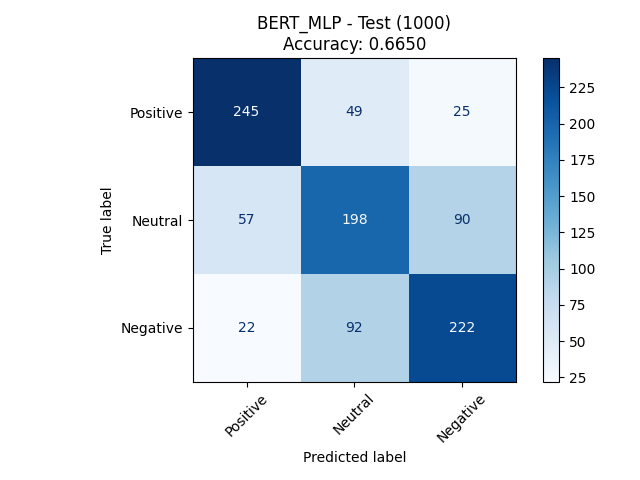 BERT_MLP - Test (1000)
Accuracy: 0.6650
True label
Positive
245
49
25
Neutral
57
198
90
Negative
22
92
222
Positive
Neutral
Negative
Predicted label
225
200
175
150
125
100
75
50
25